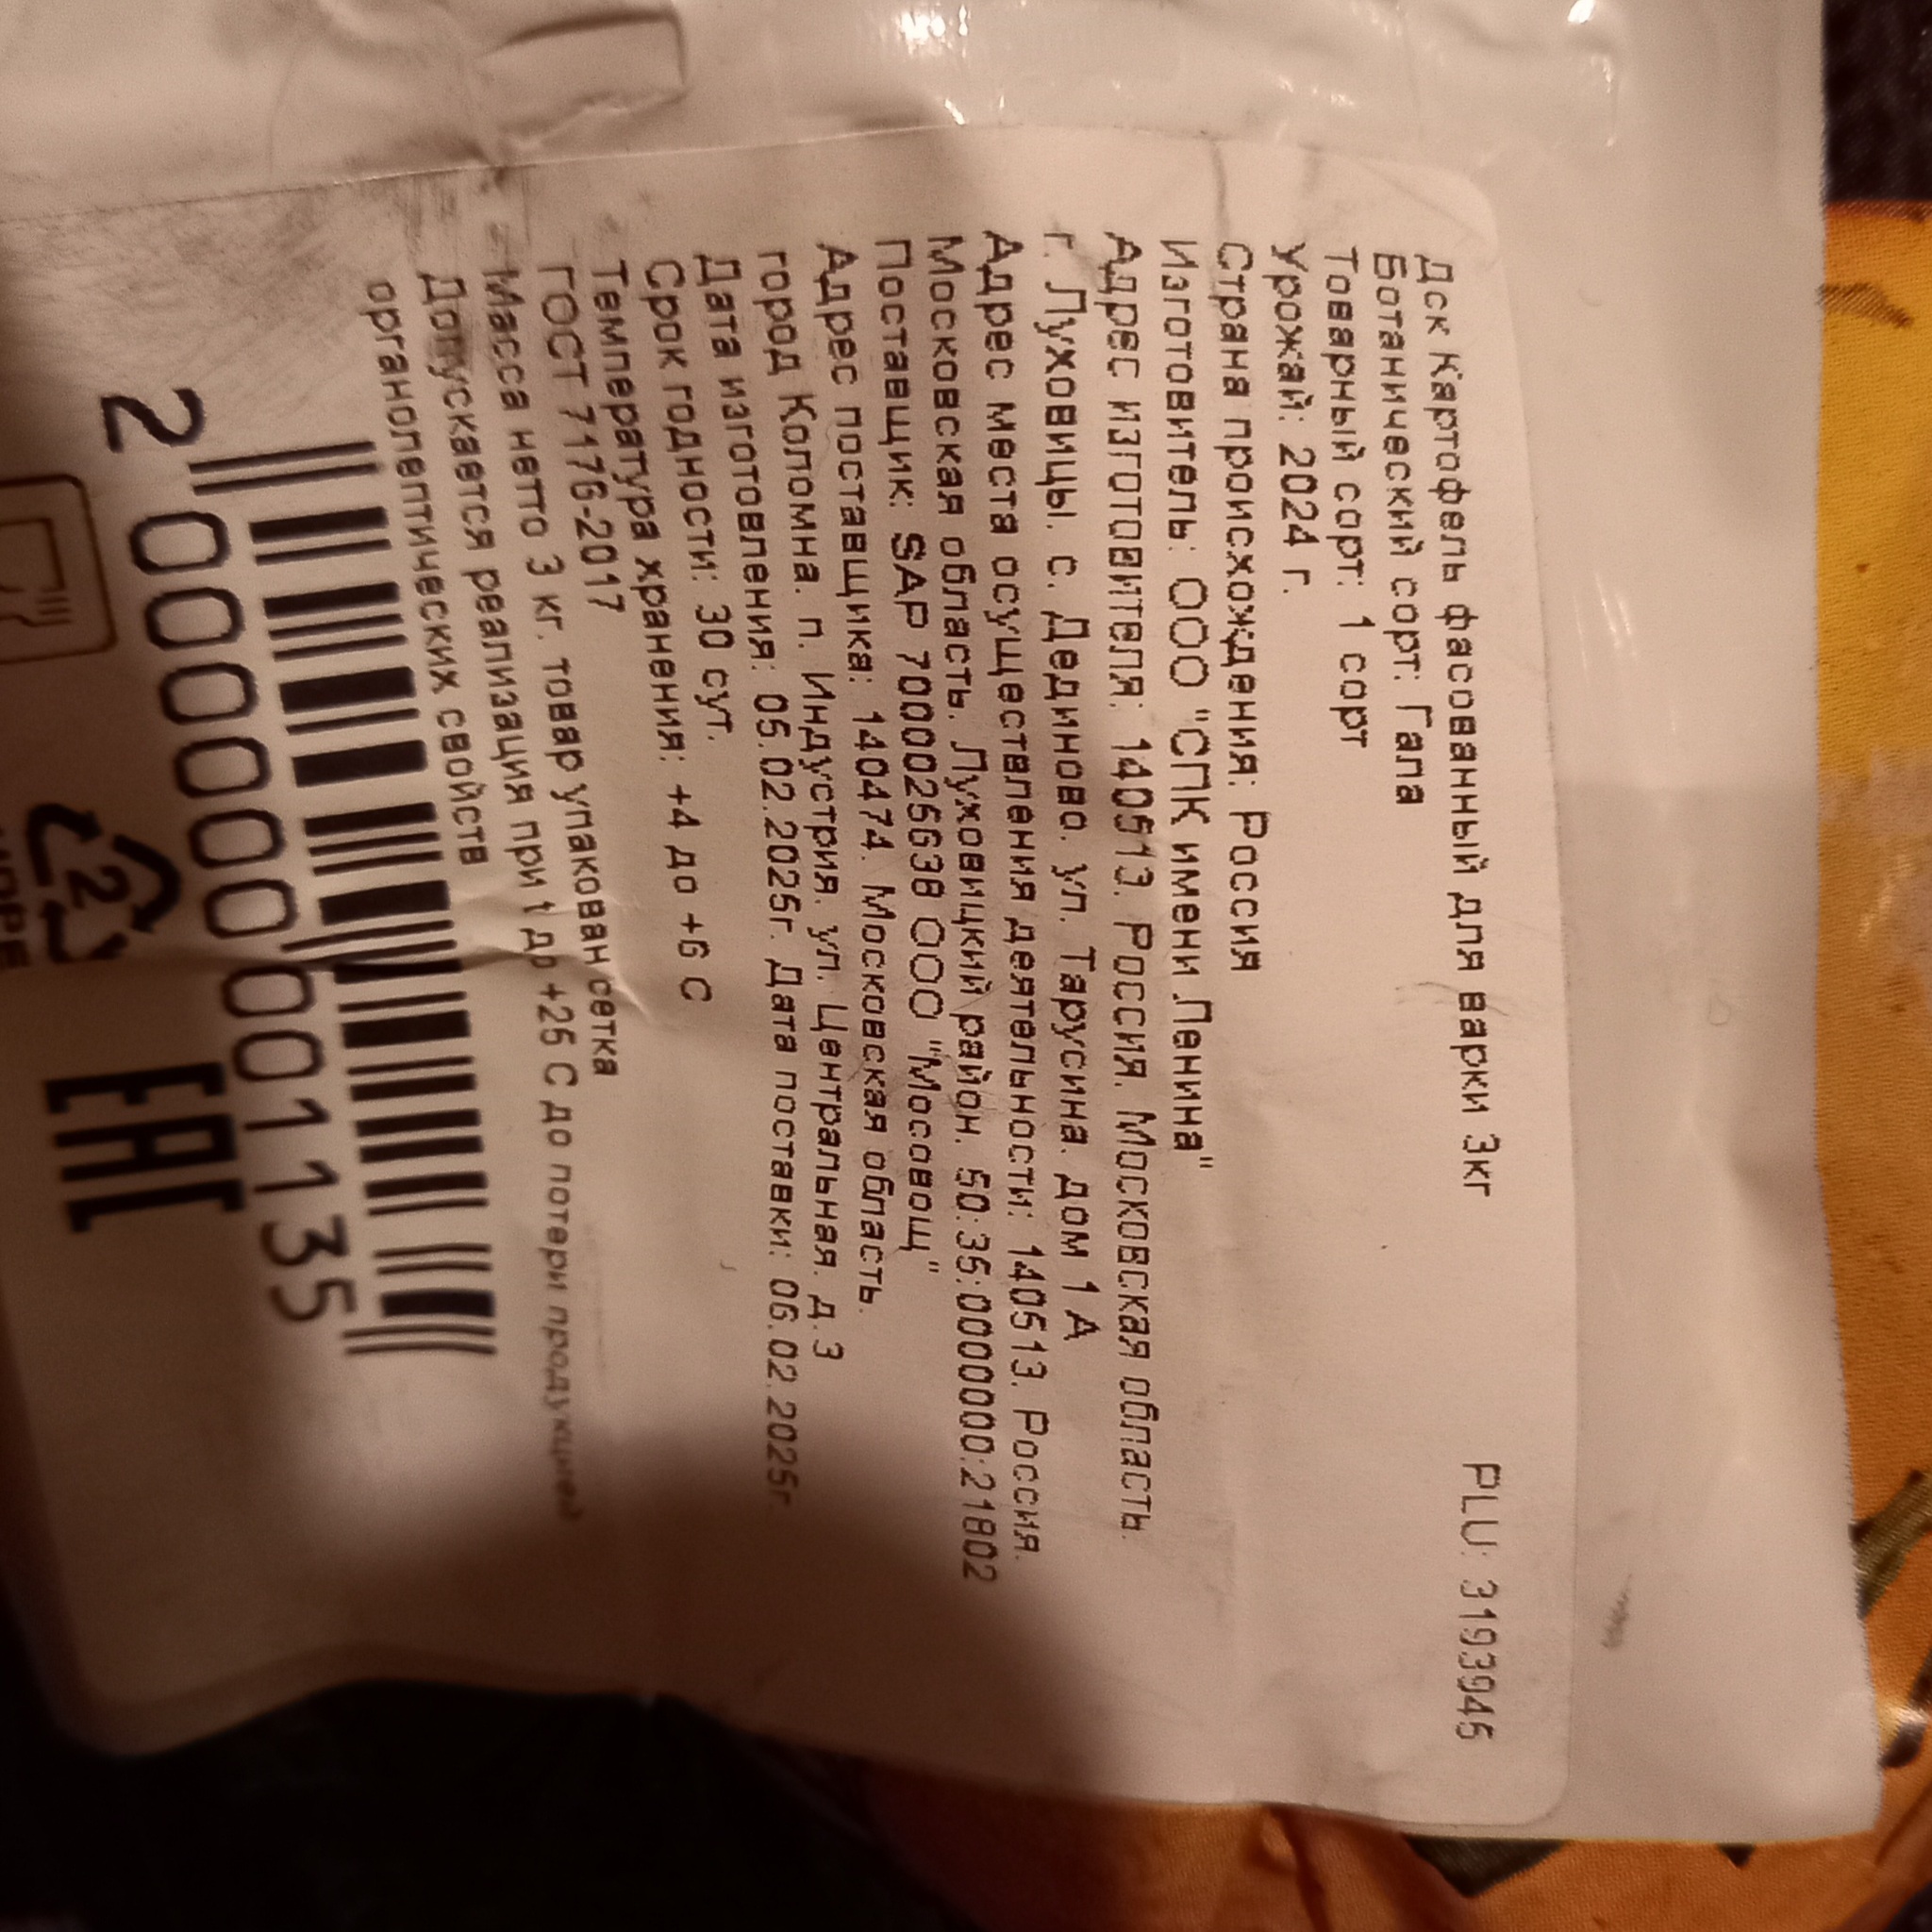 Дск Картофель фасованный для варки 3кг PLU: 3193946
Ботанический сорт: Гала
Товарный сорт: 1 сорт
Урожай: 2024 г.
Страна происхождения: Россия
Изготовитель: ООО "СПК имени Ленина"
Адрес изготовителя: 140513, Россия, Московская область,
г. Луховицы, с. Дединово, ул. Тарусина, дом 1 А
Адрес места осуществления деятельности: 140513, Россия,
Московская область, Луховицкий район, 50:35:0000000:21802
Поставщик: SAP 7000025638 ООО "Мосовощ"
Адрес поставщика: 140474, Московская область,
город Коломна, п. Индустрия, ул. Центральная, д.3
Дата изготовления: 05.02.2025г. Дата поставки: 06.02.2025г.
Срок годности: 30 сут.
Температура хранения: +4 до +6 С
ГОСТ 7176-2017
Масса нетто 3 кг. товар упакован сетка
Допускается реализация при t до +25 С до потери продукцией
органолептических свойств
2000000001135
2
EAC